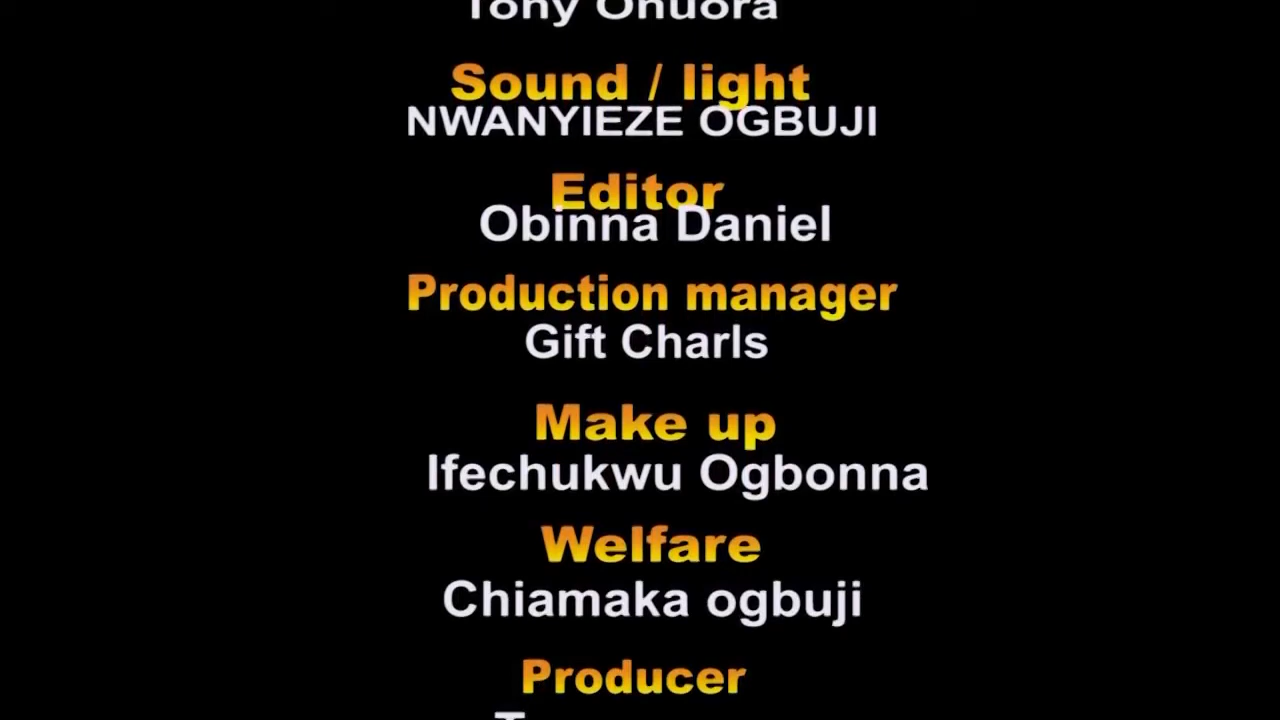 Tony Onuora
Sound / light
NWANYIEZE OGBUJI
Editor
Obinna Daniel
Production manager
Gift Charls
Make up
Ifechukwu Ogbonna
Welfare
Chiamaka ogbuji
Producer